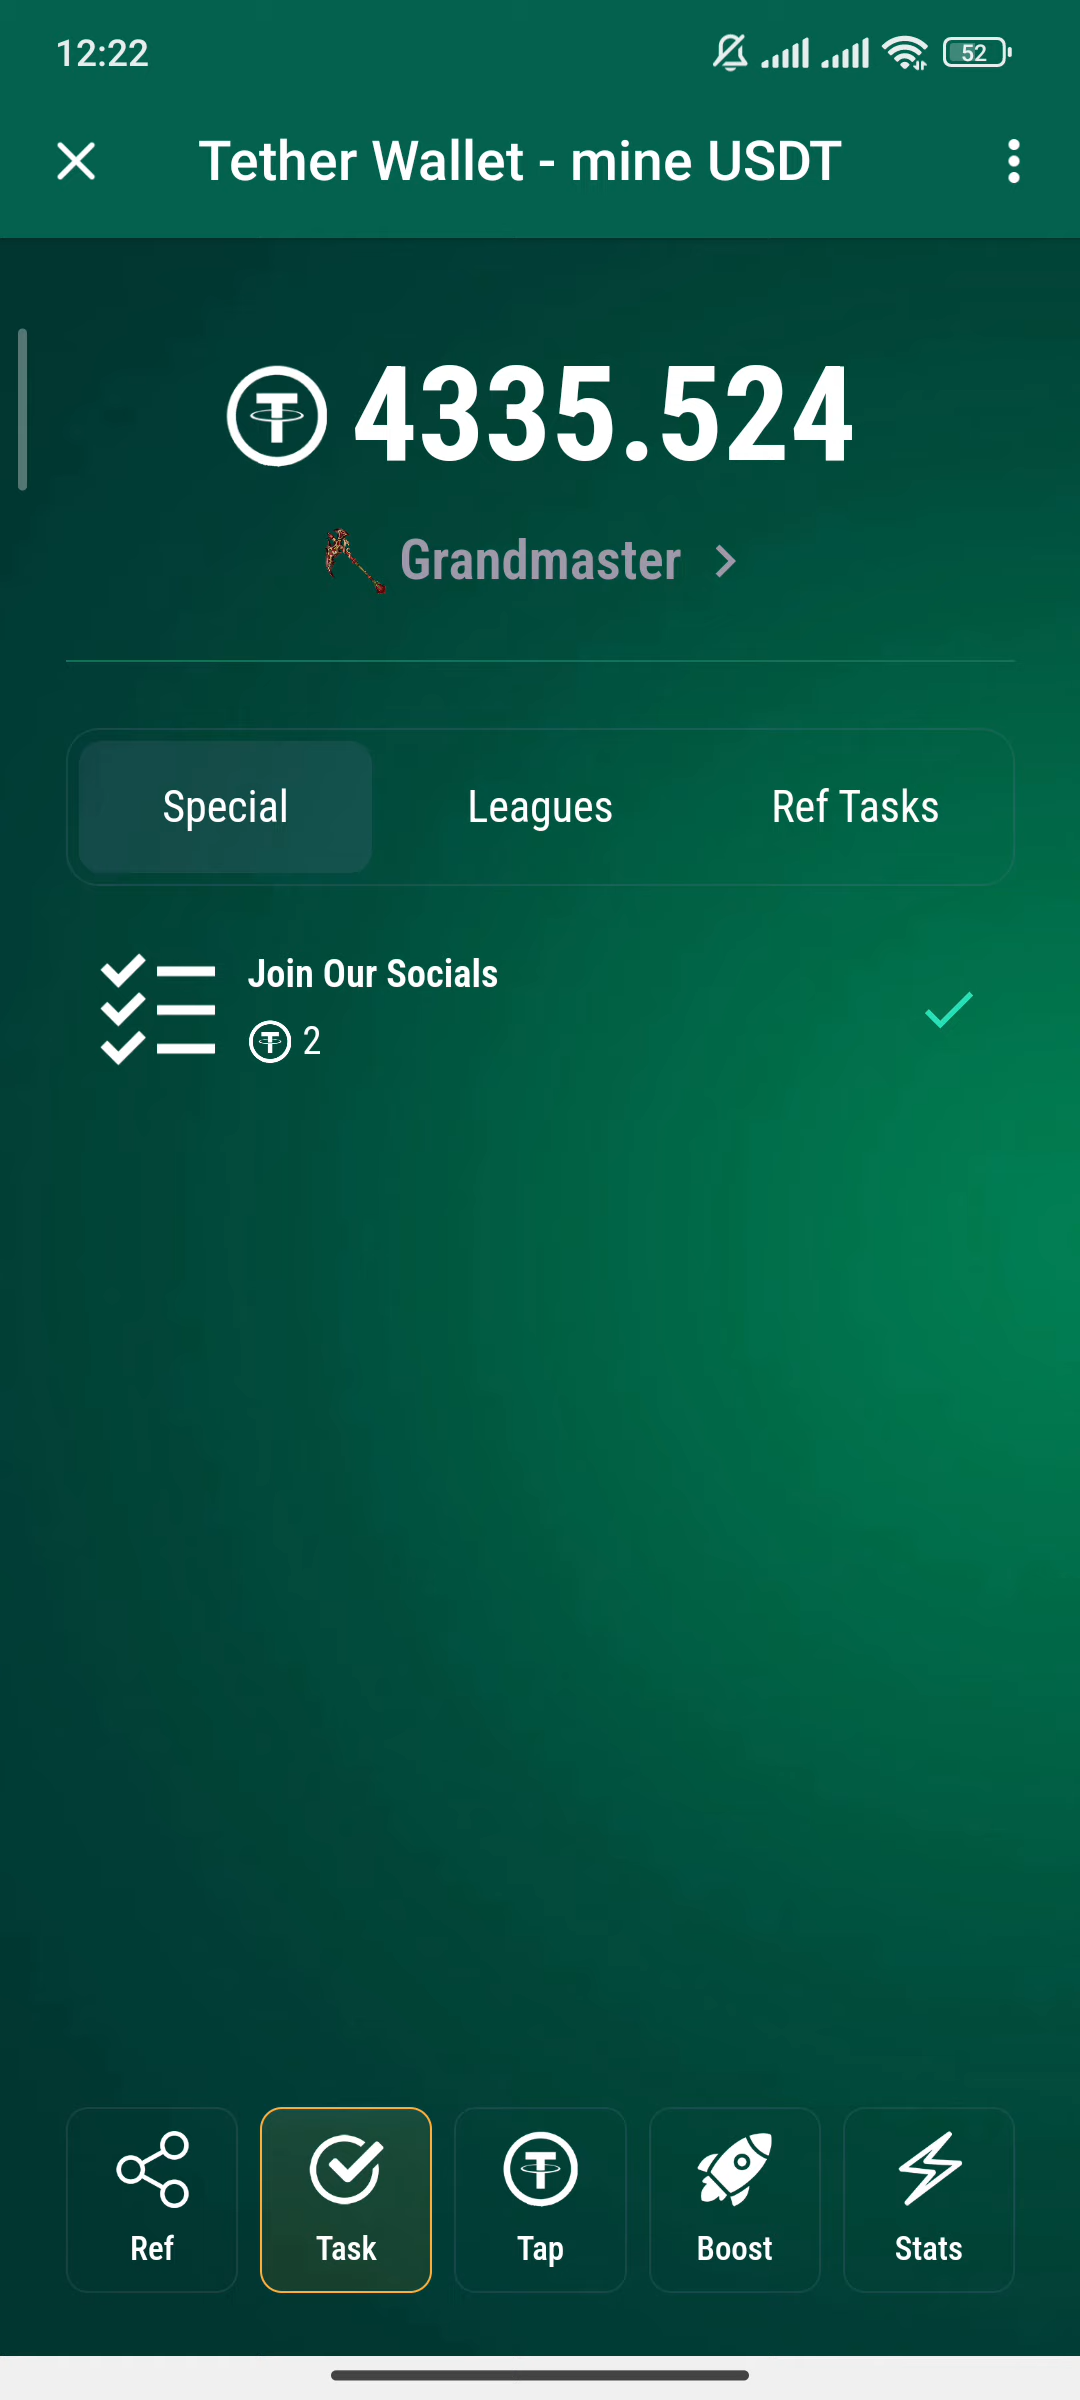 12:22
52
Tether Wallet - mine USDT
4335.524
Grandmaster
Special
Leagues
Ref Tasks
Join Our Socials
2
Ref
Task
Tap
Boost
Stats